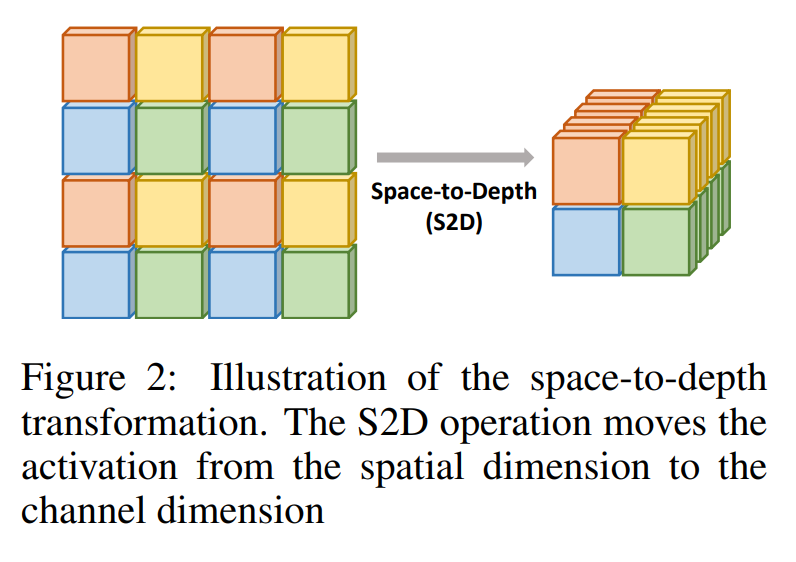 Space-to-Depth
(S2D)
Figure 2: Illustration of the space-to-depth
transformation. The S2D operation moves the
activation from the spatial dimension to the
channel dimension